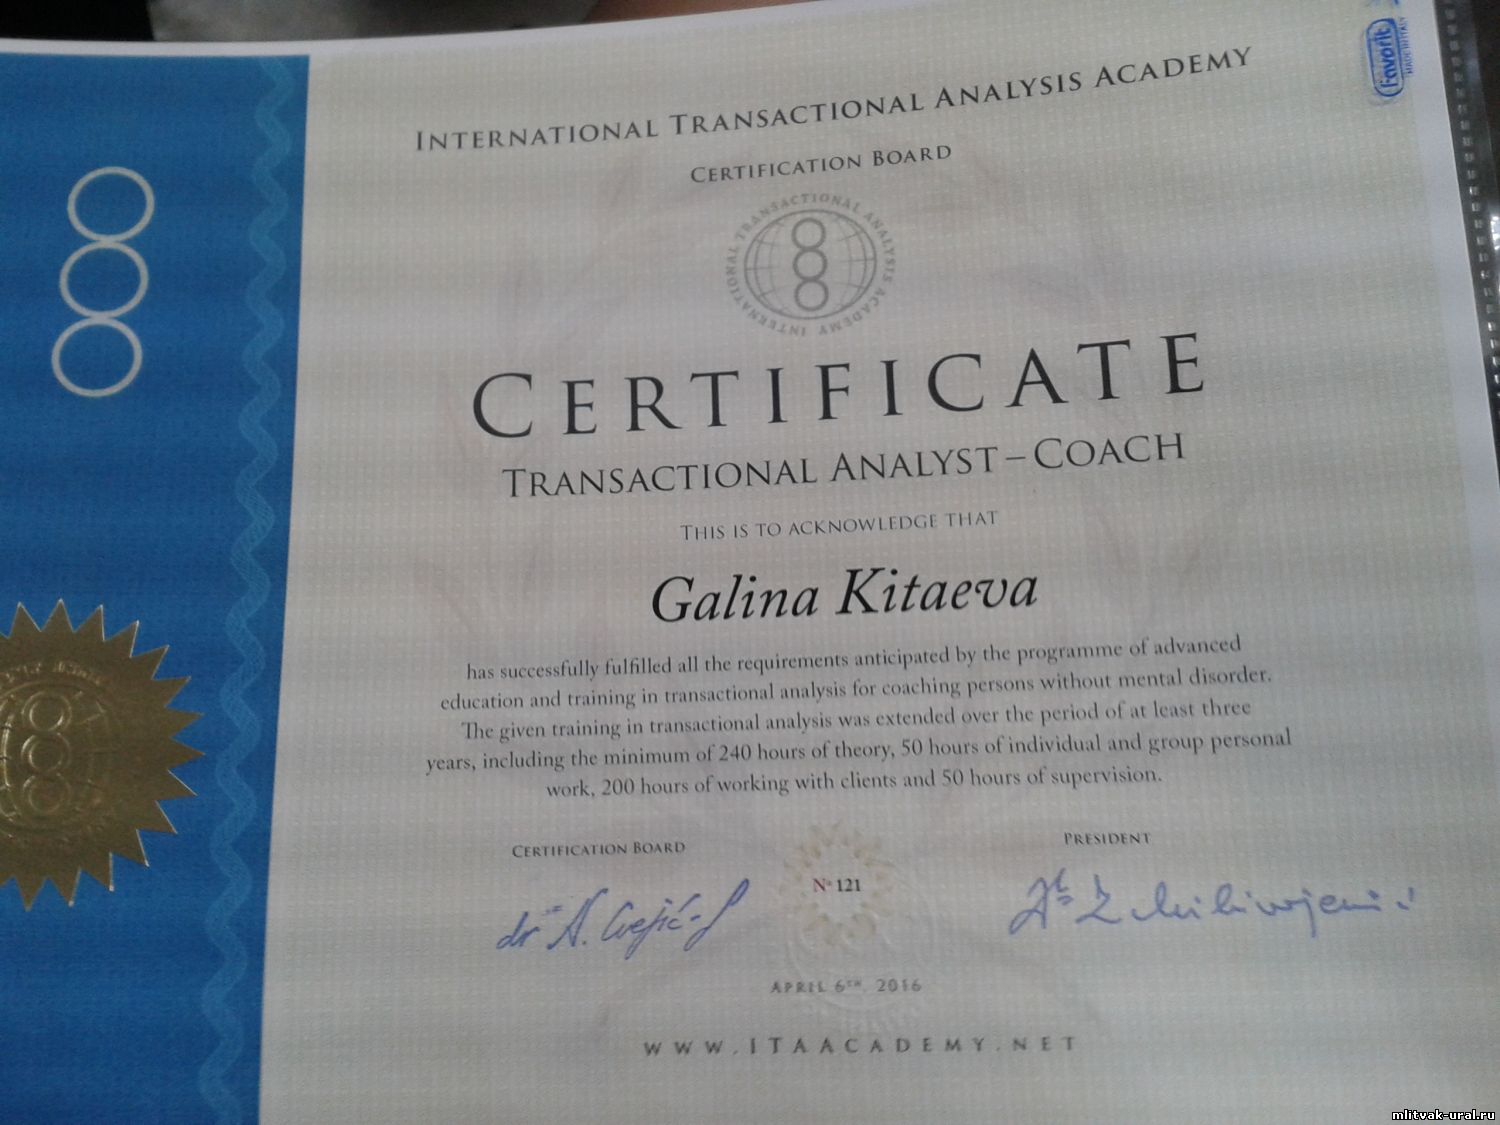 Favorit
INTERNATIONAL TRANSACTIONAL ANALYSIS ACADEMY
CERTIFICATION BOARD
INTERNATIONAL TRANSACTIONAL ANALYSIS ACADEMY
CERTIFICATE
TRANSACTIONAL ANALYST – COACH
THIS IS TO ACKNOWLEDGE THAT
Galina Kitaeva
has successfully fulfilled all the requirements anticipated by the programme of advanced
education and training in transactional analysis for coaching persons without mental disorder.
The given training in transactional analysis was extended over the period of at least three
years, including the minimum of 240 hours of theory, 50 hours of individual and group personal
work, 200 hours of working with clients and 50 hours of supervision.
CERTIFICATION BOARD
PRESIDENT
Nº 121
APRIL 6TH, 2016
WWW.ITAACADEMY.NET
mlitvak-ural.ru